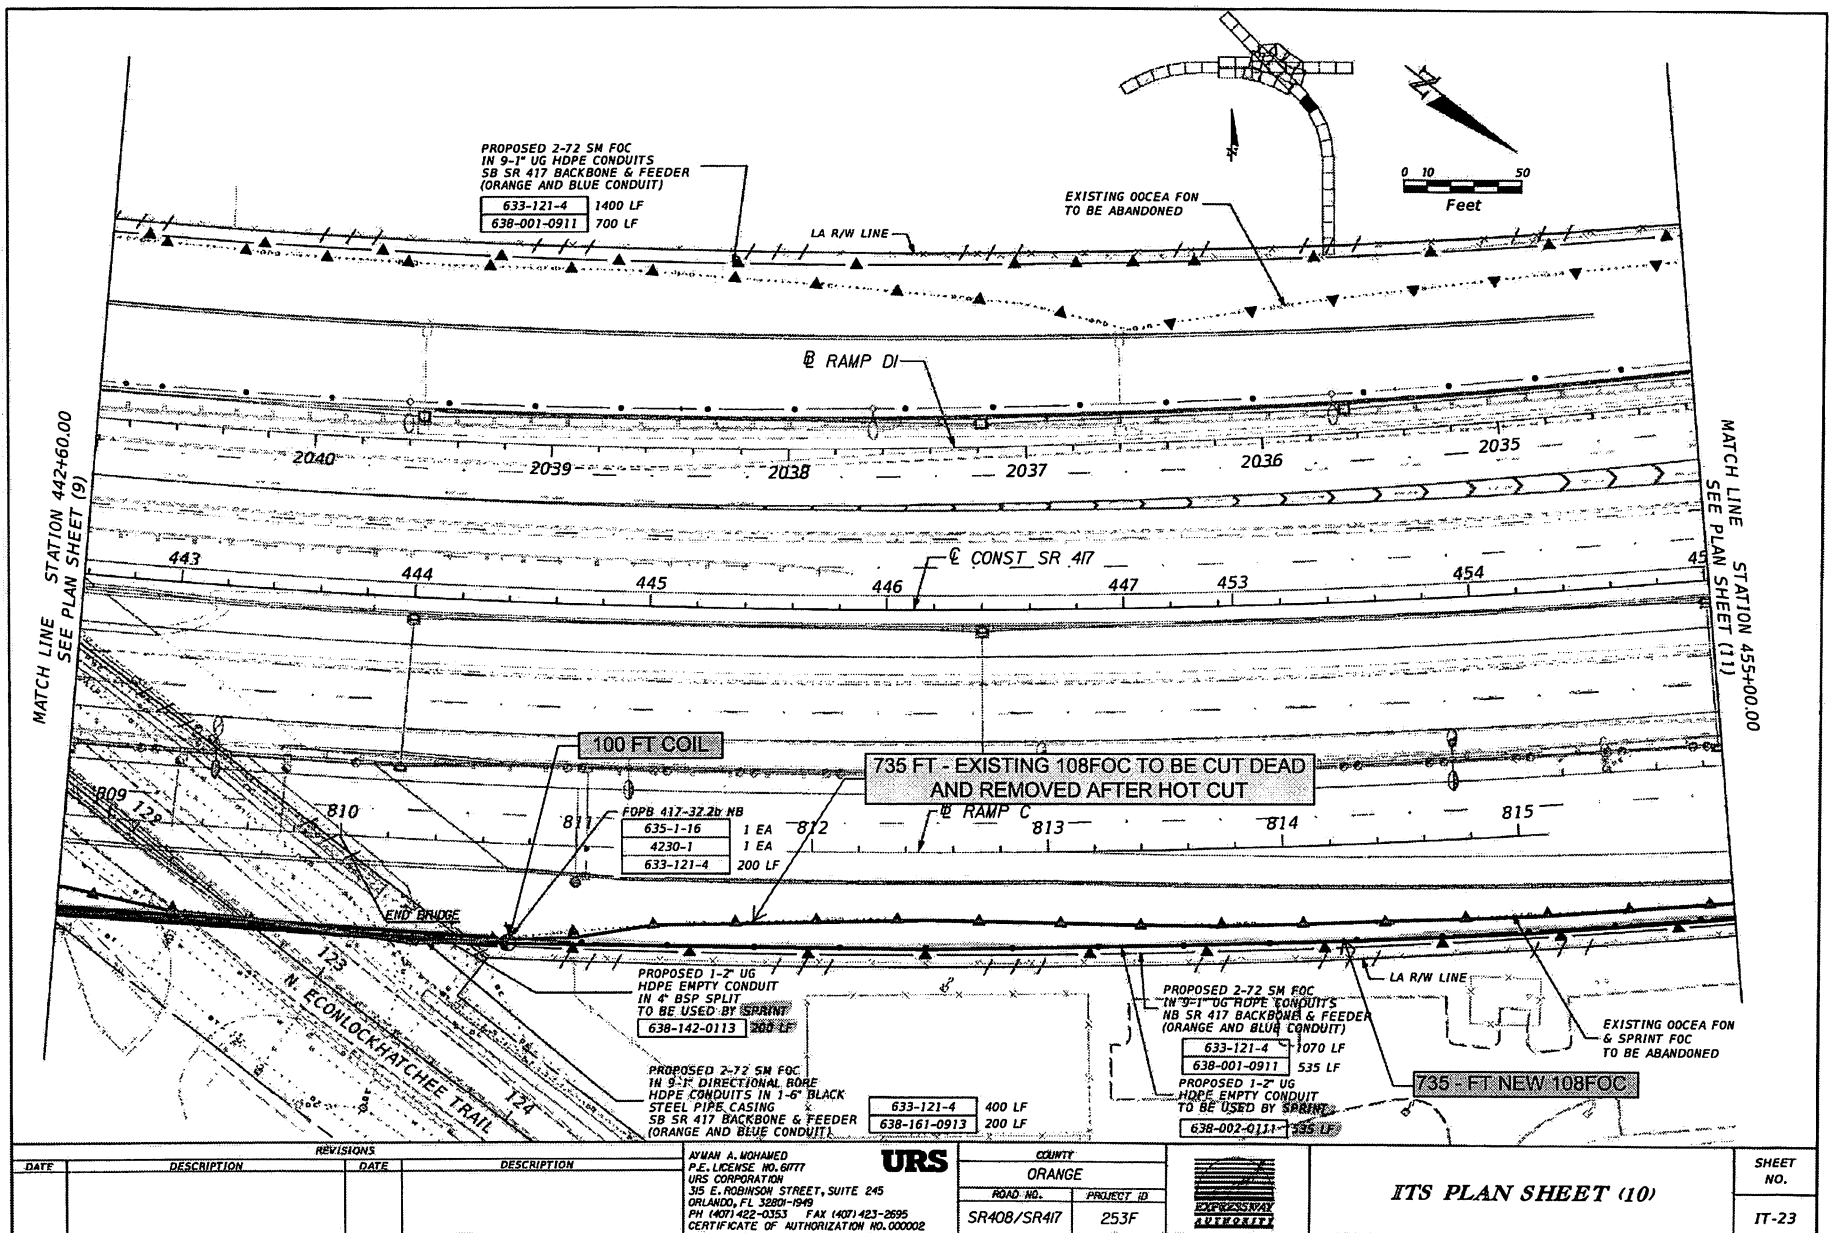 PROPOSED 2-72 SM FOC
IN 9-1" UG HDPE CONDUITS
SB SR 417 BACKBONE & FEEDER
(ORANGE AND BLUE CONDUIT)
633-121-4 1400 LF
638-001-0911 700 LF
LA R/W LINE
EXISTING OOCEA FON
TO BE ABANDONED
N
N
0 10 50
Feet
RAMP D1
2040 2039 2038 2037 2036 2035
CONST SR 417
443 444 445 446 447 453 454 45
MATCH LINE STATION 442+60.00
SEE PLAN SHEET (9)
MATCH LINE STATION 455+00.00
SEE PLAN SHEET (11)
100 FT COIL
735 FT - EXISTING 108FOC TO BE CUT DEAD
AND REMOVED AFTER HOT CUT
RAMP C
809 810 811 812 813 814 815
FOPB 417-32.2b NB
635-1-16 1 EA
4230-1 1 EA
633-121-4 200 LF
END BRIDGE
123
124
N. ECONLOCKHATCHEE TRAIL
PROPOSED 1-2" UG
HDPE EMPTY CONDUIT
IN 4" BSP SPLIT
TO BE USED BY SPRINT
638-142-0113 200 LF
PROPOSED 2-72 SM FOC
IN 9-1" DIRECTIONAL BORE
HDPE CONDUITS IN 1-6" BLACK
STEEL PIPE CASING
SB SR 417 BACKBONE & FEEDER
(ORANGE AND BLUE CONDUIT)
633-121-4 400 LF
638-161-0913 200 LF
PROPOSED 2-72 SM FOC
IN 9-1" UG HDPE CONDUITS
NB SR 417 BACKBONE & FEEDER
(ORANGE AND BLUE CONDUIT)
633-121-4 1070 LF
638-001-0911 535 LF
PROPOSED 1-2" UG
HDPE EMPTY CONDUIT
TO BE USED BY SPRINT
638-002-0111 535 LF
LA R/W LINE
EXISTING OOCEA FON
& SPRINT FOC
TO BE ABANDONED
735 - FT NEW 108FOC
REVISIONS
DATE DESCRIPTION DATE DESCRIPTION
AYMAN A. MOHAMED
P.E. LICENSE NO. 61777
URS CORPORATION
315 E. ROBINSON STREET, SUITE 245
ORLANDO, FL 32801-1949
PH (407) 422-0353 FAX (407) 423-2695
CERTIFICATE OF AUTHORIZATION NO. 000002
URS
COUNTY
ORANGE
ROAD NO. PROJECT ID
SR408/SR417 253F
EXPRESSWAY
AUTHORITY
ITS PLAN SHEET (10)
SHEET
NO.
IT-23